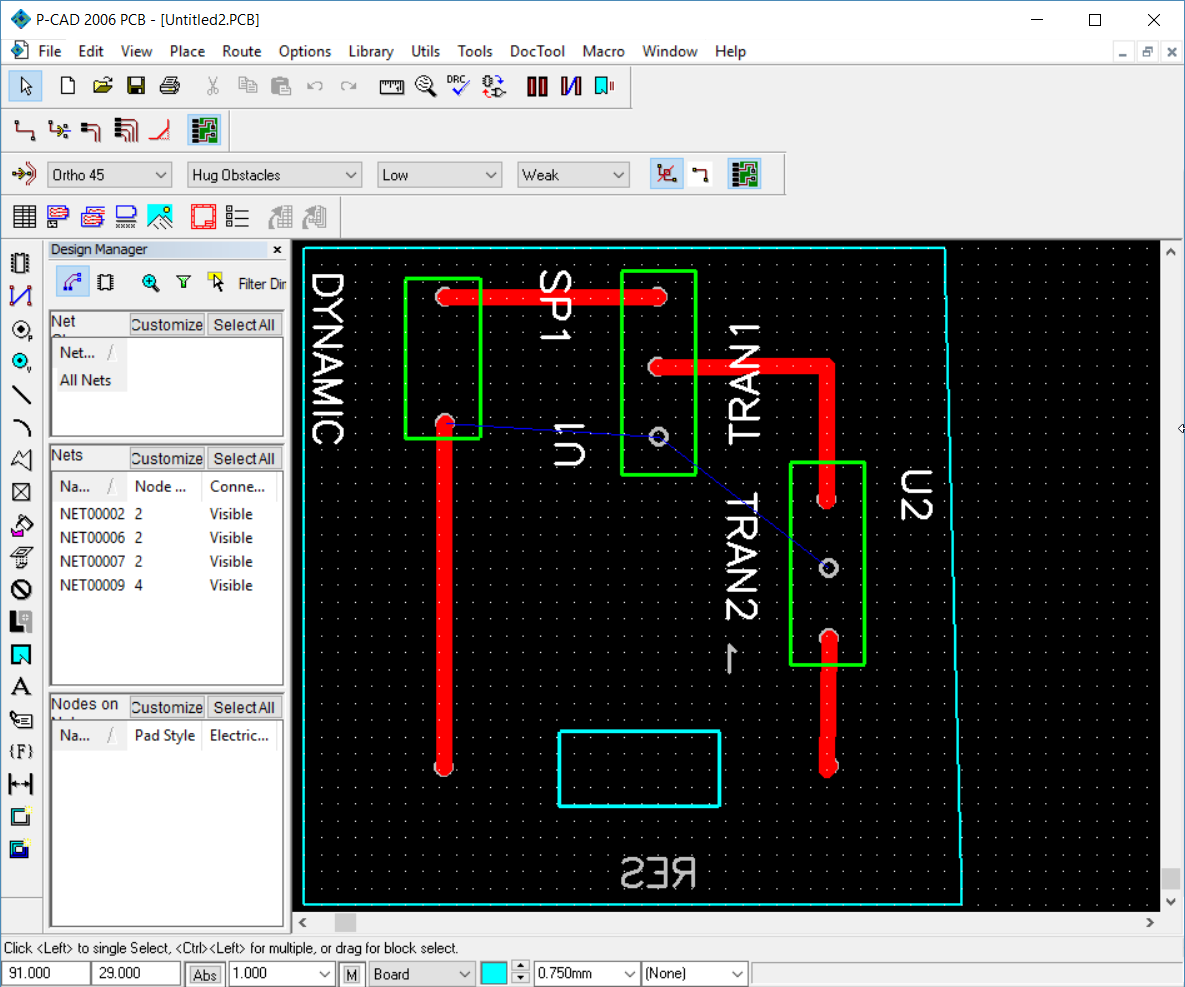 P-CAD 2006 PCB - [Untitled2.PCB]
File Edit View Place Route Options Library Utils Tools DocTool Macro Window Help
DRC
Ortho 45 Hug Obstacles Low Weak
Design Manager
Filter Dir
Net Customize Select All
Net...
All Nets
Nets Customize Select All
Na... Node ... Conne...
NET00002 2 Visible
NET00006 2 Visible
NET00007 2 Visible
NET00009 4 Visible
Nodes on Customize Select All
Na... Pad Style Electric...
A
{F}
DYNAMIC
SP1
U1
TRAN1
TRAN2
1
U2
RES
Click <Left> to single Select, <Ctrl><Left> for multiple, or drag for block select.
91.000 29.000 Abs 1.000 M Board 0.750mm (None)